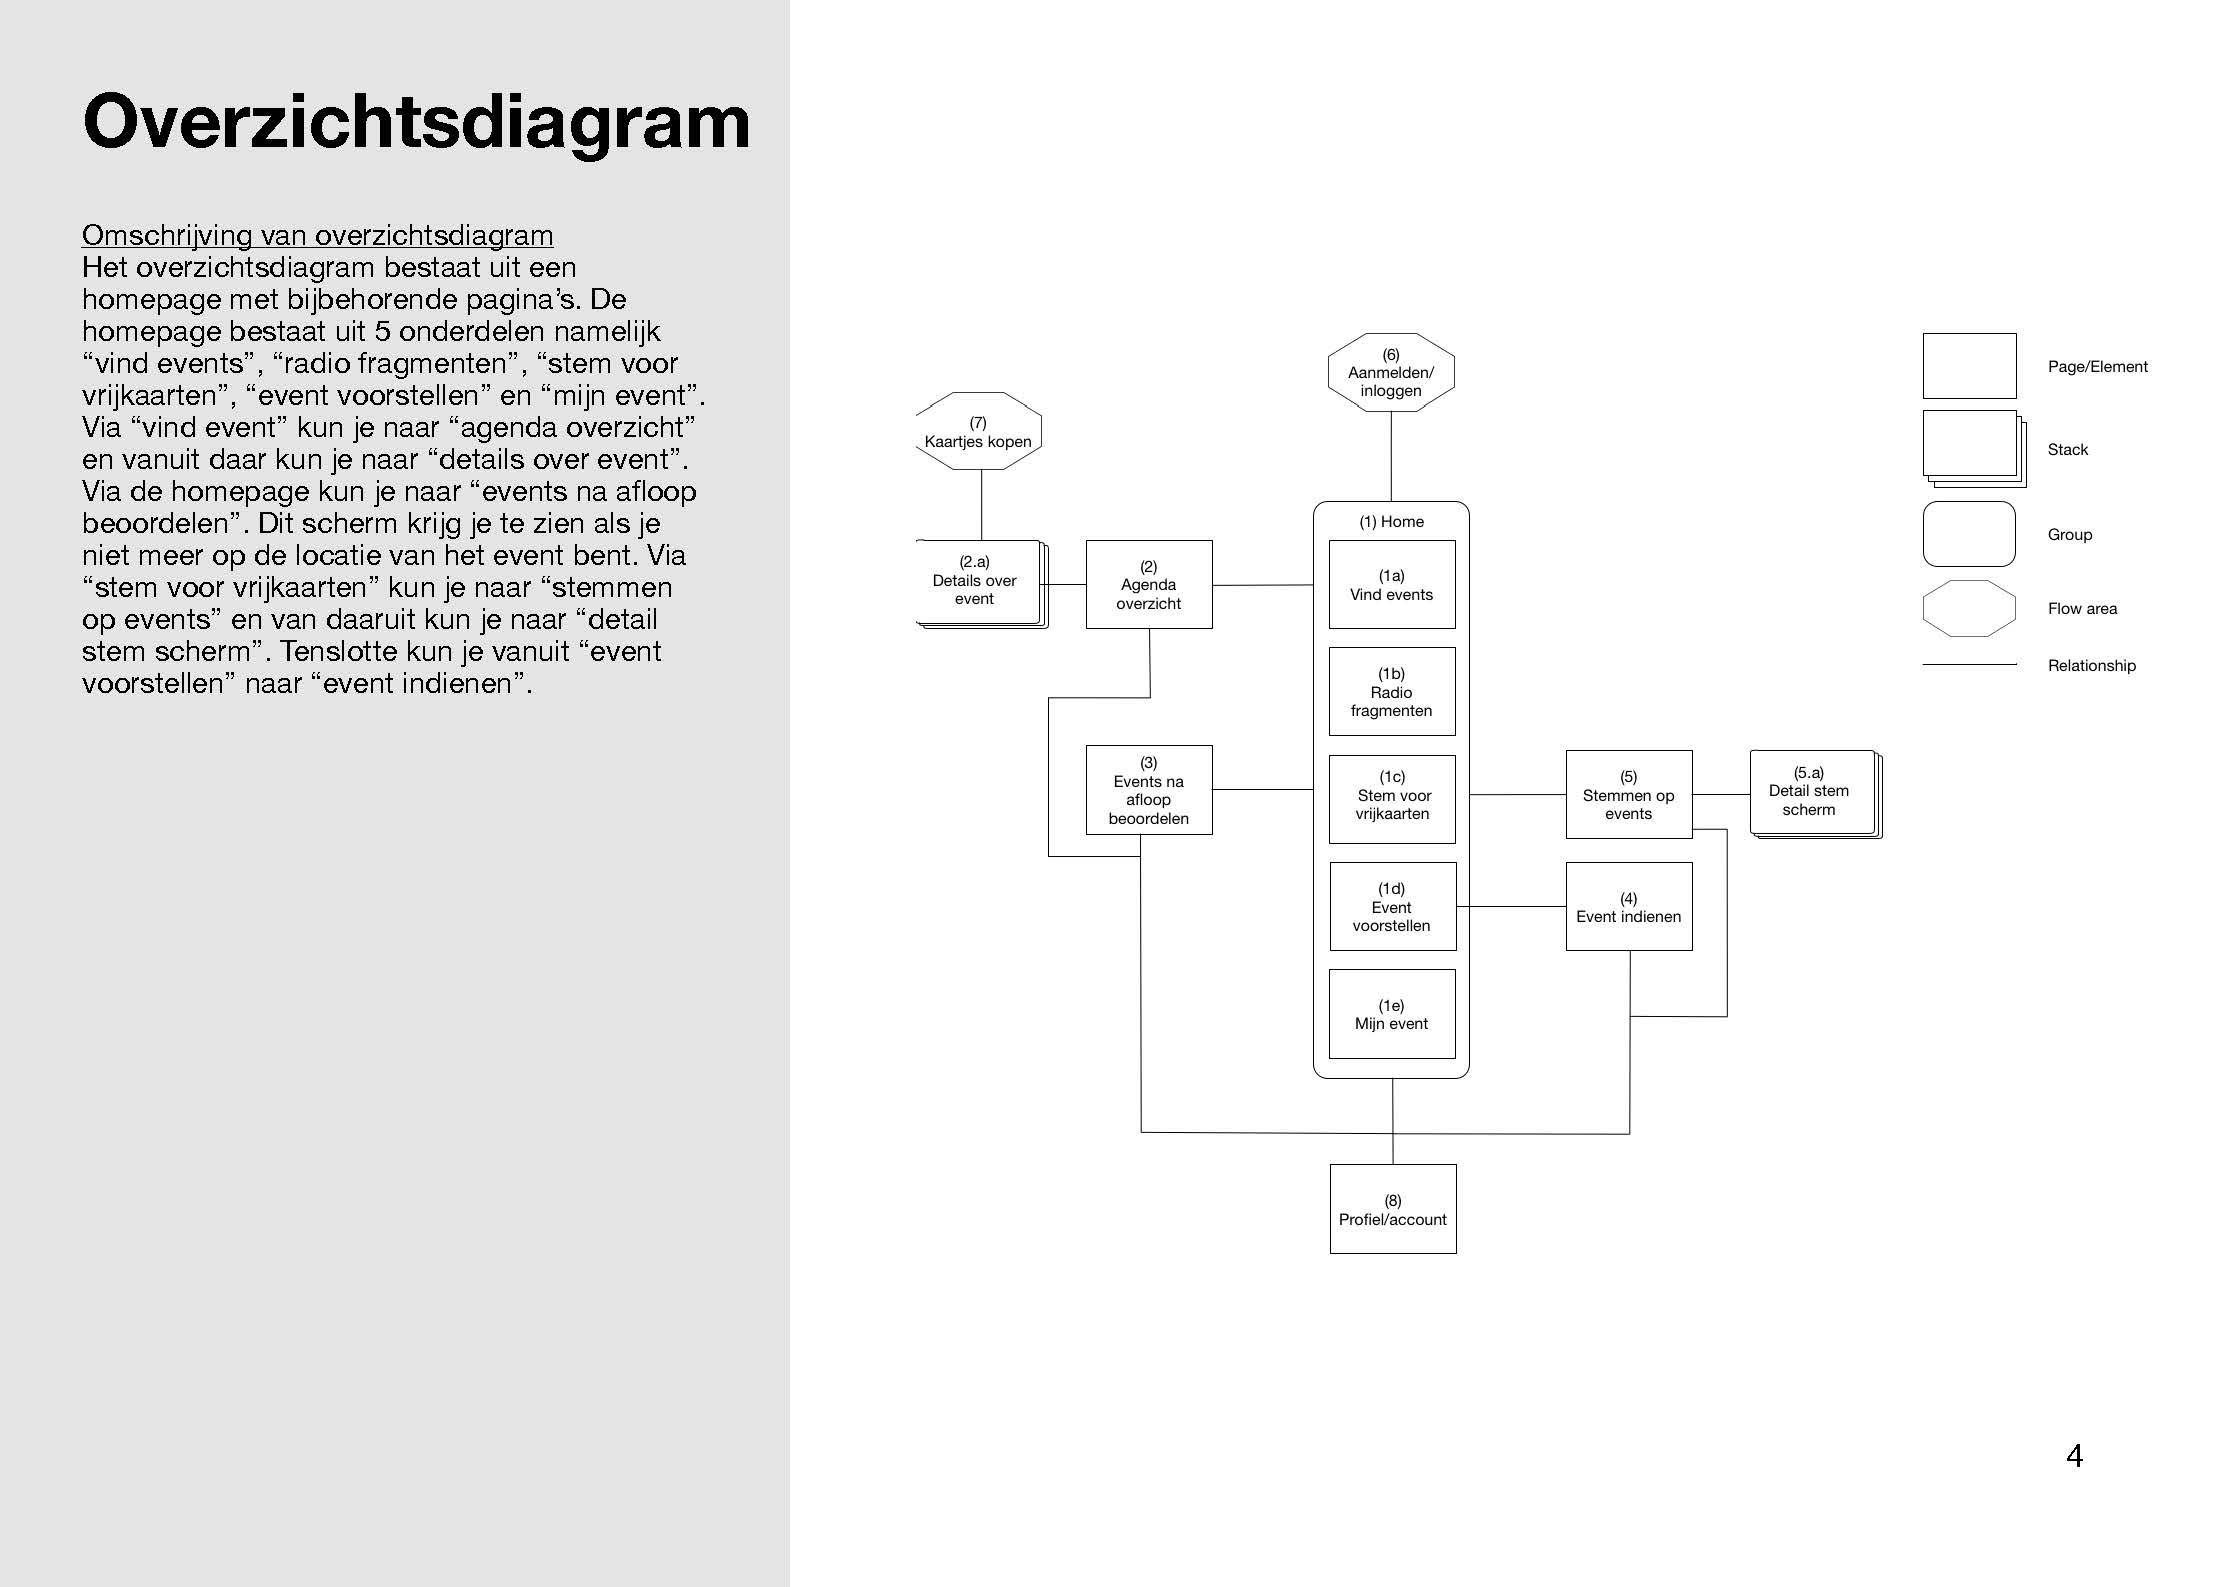 Overzichtsdiagram
Omschrijving van overzichtsdiagram
Het overzichtsdiagram bestaat uit een
homepage met bijbehorende pagina’s. De
homepage bestaat uit 5 onderdelen namelijk
“vind events”, “radio fragmenten”, “stem voor
vrijkaarten”, “event voorstellen” en “mijn event”.
Via “vind event” kun je naar “agenda overzicht”
en vanuit daar kun je naar “details over event”.
Via de homepage kun je naar “events na afloop
beoordelen”. Dit scherm krijg je te zien als je
niet meer op de locatie van het event bent. Via
“stem voor vrijkaarten” kun je naar “stemmen
op events” en van daaruit kun je naar “detail
stem scherm”. Tenslotte kun je vanuit “event
voorstellen” naar “event indienen”.
(6)
Aanmelden/
inloggen
(7)
Kaartjes kopen
(1) Home
(2.a)
Details over
event
(2)
Agenda
overzicht
(1a)
Vind events
(1b)
Radio
fragmenten
(3)
Events na
afloop
beoordelen
(1c)
Stem voor
vrijkaarten
(5)
Stemmen op
events
(5.a)
Detail stem
scherm
(1d)
Event
voorstellen
(4)
Event indienen
(1e)
Mijn event
(8)
Profiel/account
Page/Element
Stack
Group
Flow area
Relationship
4